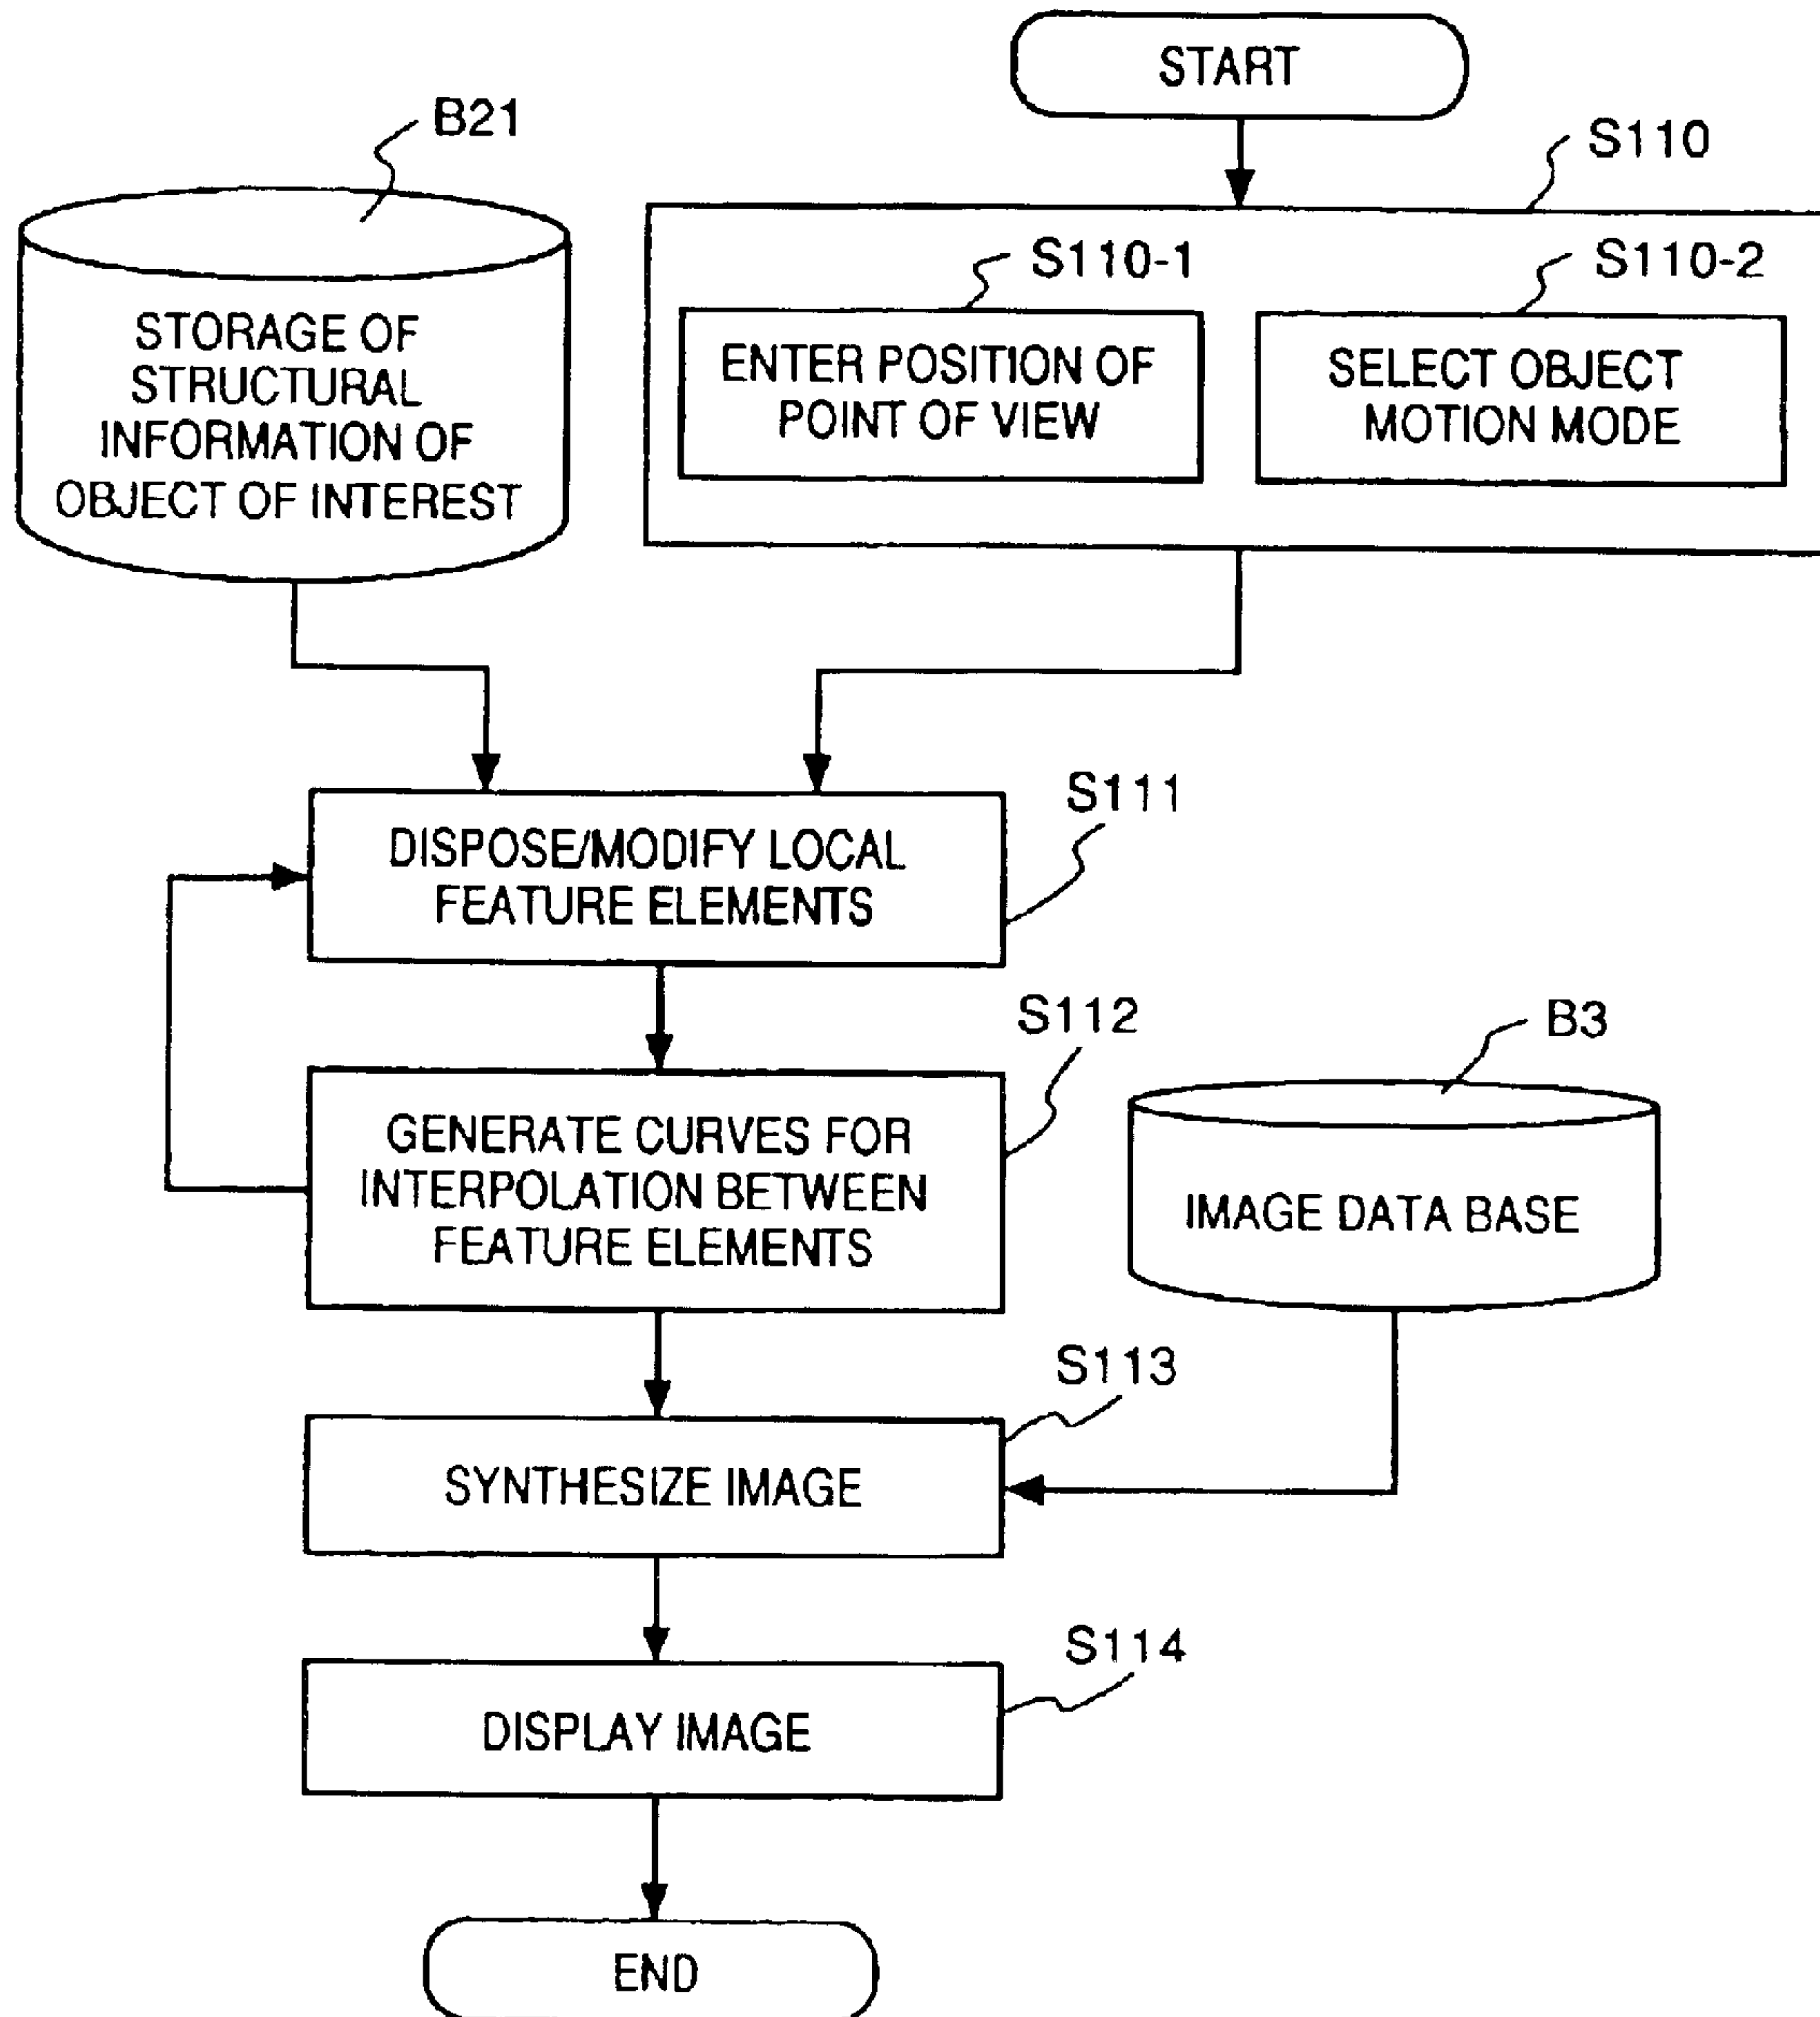 START
B21
S110
S110-1
S110-2
STORAGE OF
STRUCTURAL
INFORMATION OF
OBJECT OF INTEREST
ENTER POSITION OF
POINT OF VIEW
SELECT OBJECT
MOTION MODE
S111
DISPOSE/MODIFY LOCAL
FEATURE ELEMENTS
S112
B3
GENERATE CURVES FOR
INTERPOLATION BETWEEN
FEATURE ELEMENTS
IMAGE DATA BASE
S113
SYNTHESIZE IMAGE
S114
DISPLAY IMAGE
END